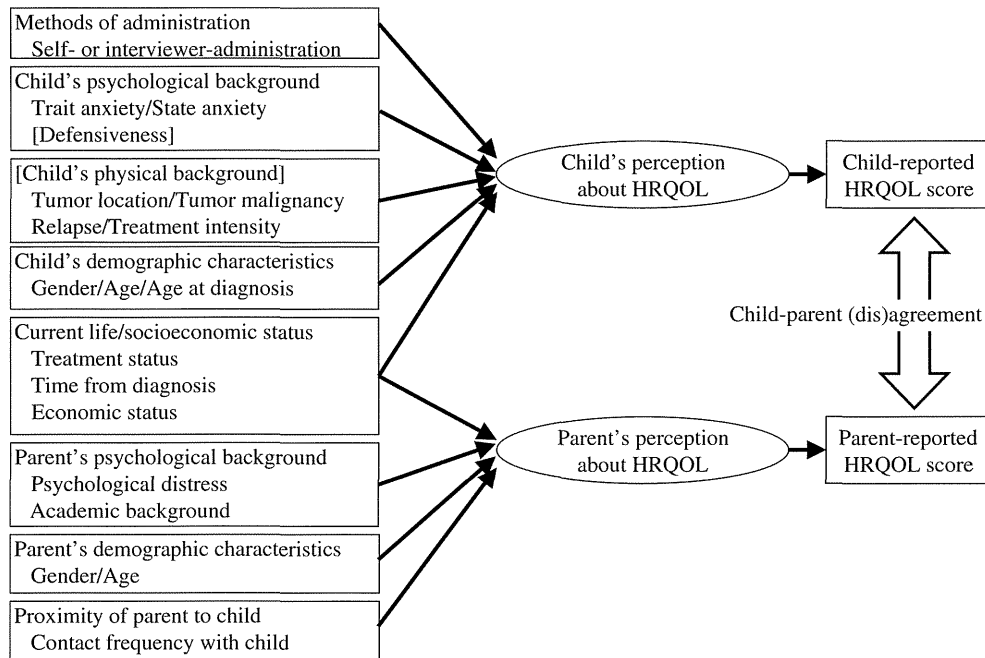 Methods of administration
Self- or interviewer-administration
Child's psychological background
Trait anxiety/State anxiety
[Defensiveness]
[Child's physical background]
Tumor location/Tumor malignancy
Relapse/Treatment intensity
Child's demographic characteristics
Gender/Age/Age at diagnosis
Current life/socioeconomic status
Treatment status
Time from diagnosis
Economic status
Parent's psychological background
Psychological distress
Academic background
Parent's demographic characteristics
Gender/Age
Proximity of parent to child
Contact frequency with child
Child's perception
about HRQOL
Parent's perception
about HRQOL
Child-reported
HRQOL score
Child-parent (dis)agreement
Parent-reported
HRQOL score